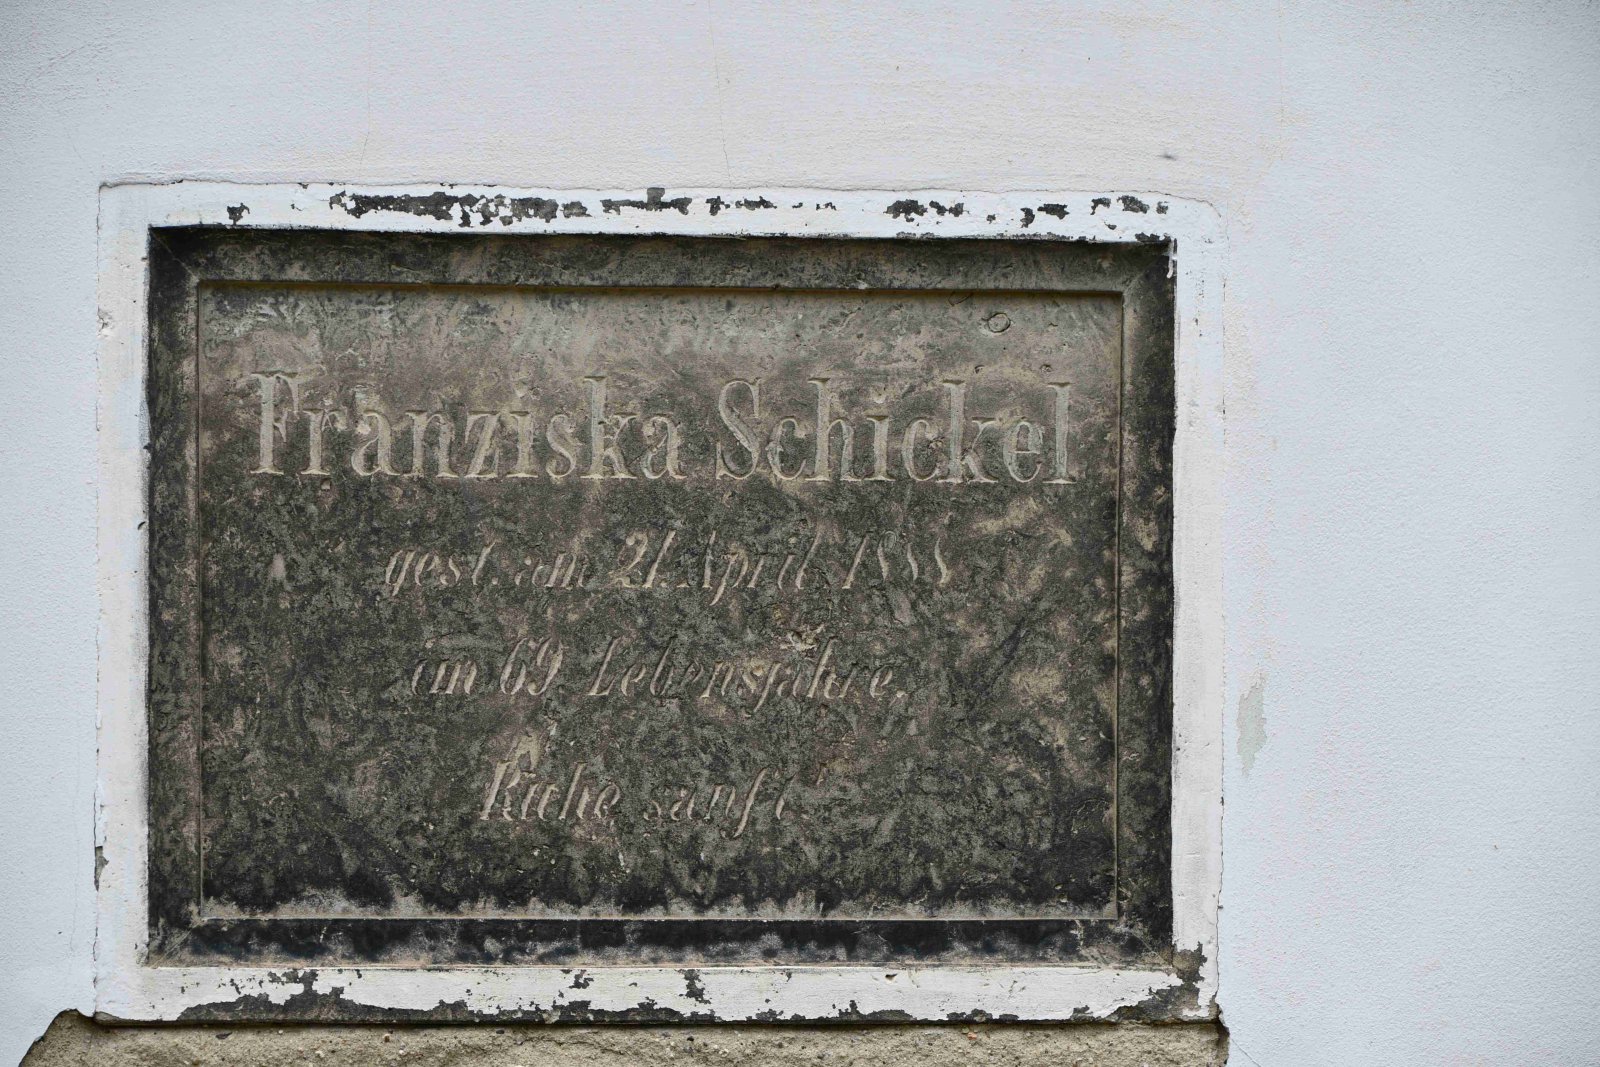 Franziska Schickel
gest. am 21. April
im 69. Lebensjahre.
Ruhe sanft!